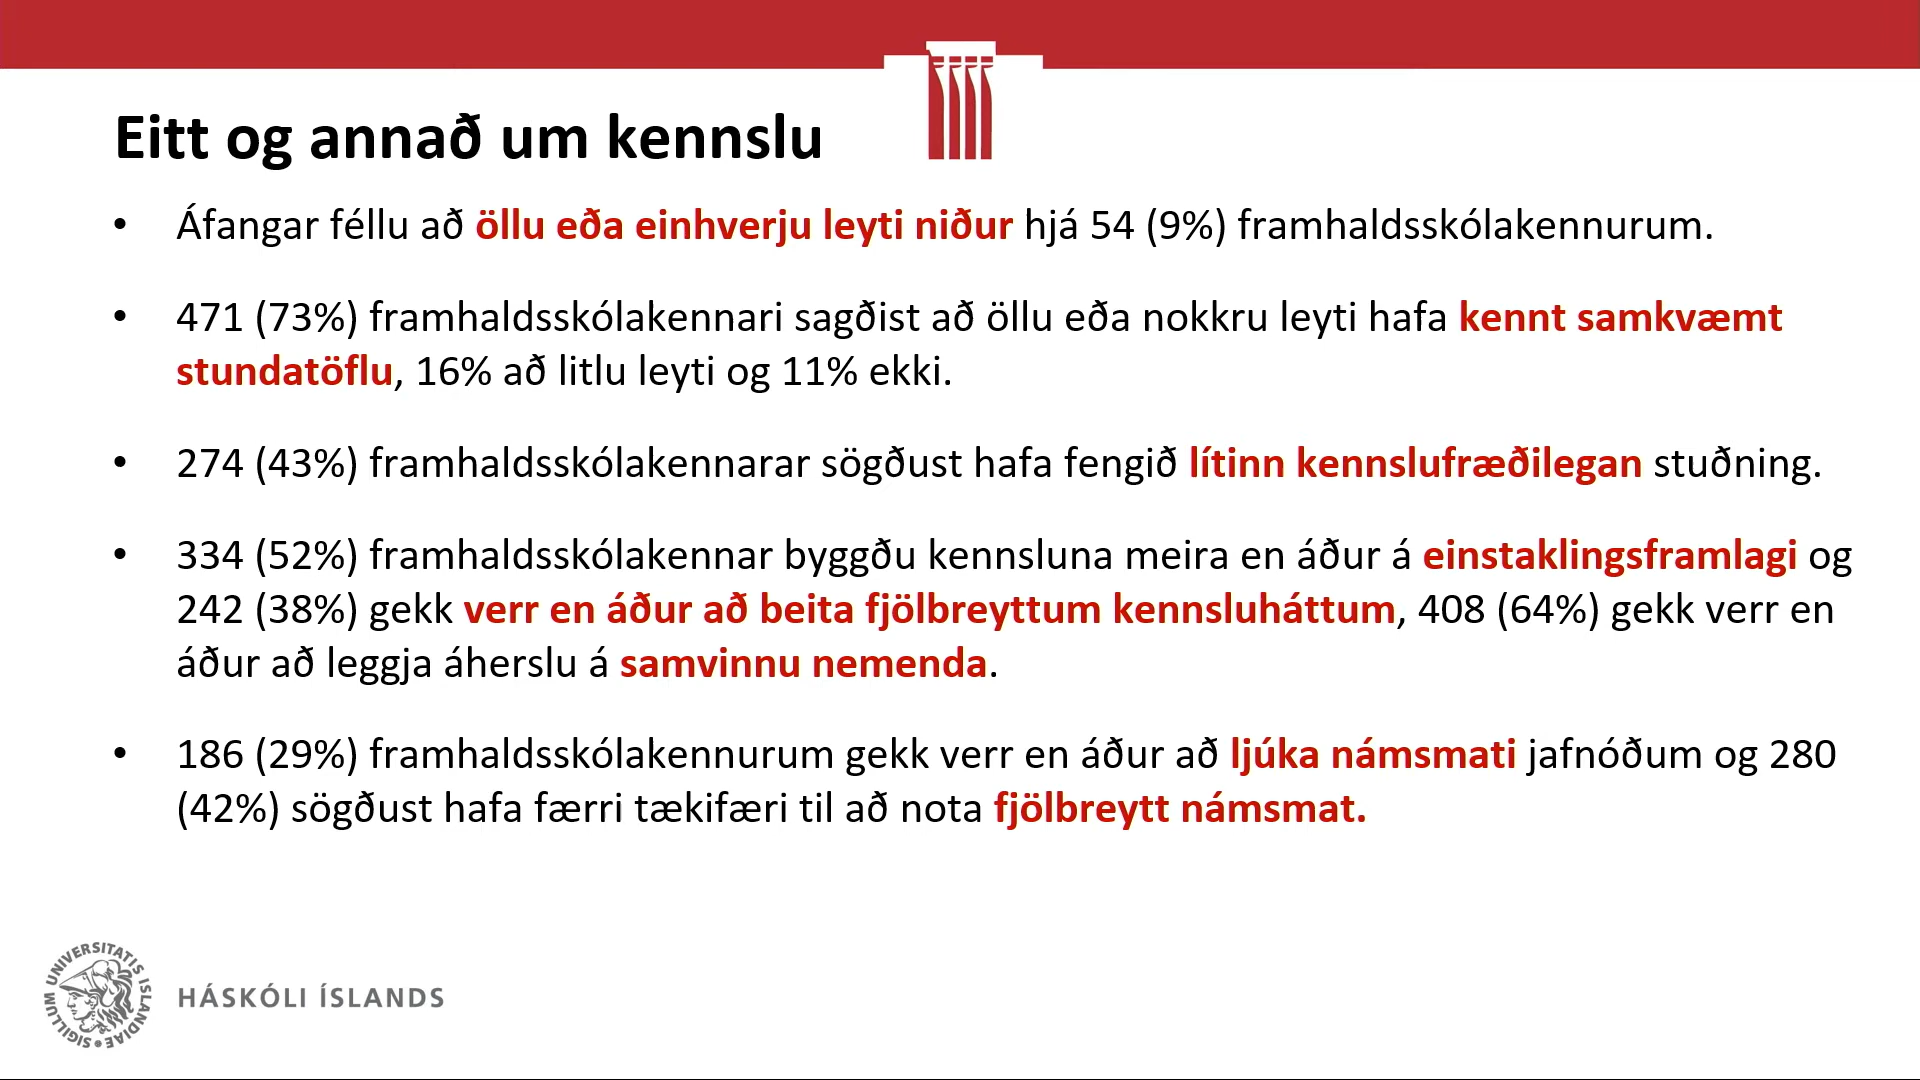 Eitt og annað um kennslu
• Áfangar féllu að öllu eða einhverju leyti niður hjá 54 (9%) framhaldsskólakennurum.
• 471 (73%) framhaldsskólakennari sagðist að öllu eða nokkru leyti hafa kennt samkvæmt
stundatöflu, 16% að litlu leyti og 11% ekki.
• 274 (43%) framhaldsskólakennarar sögðust hafa fengið lítinn kennslufræðilegan stuðning.
• 334 (52%) framhaldsskólakennar byggðu kennsluna meira en áður á einstaklingsframlagi og
242 (38%) gekk verr en áður að beita fjölbreyttum kennsluháttum, 408 (64%) gekk verr en
áður að leggja áherslu á samvinnu nemenda.
• 186 (29%) framhaldsskólakennurum gekk verr en áður að ljúka námsmati jafnóðum og 280
(42%) sögðust hafa færri tækifæri til að nota fjölbreytt námsmat.
SIGILLUM UNIVERSITATIS ISLANDIAE
HÁSKÓLI ÍSLANDS